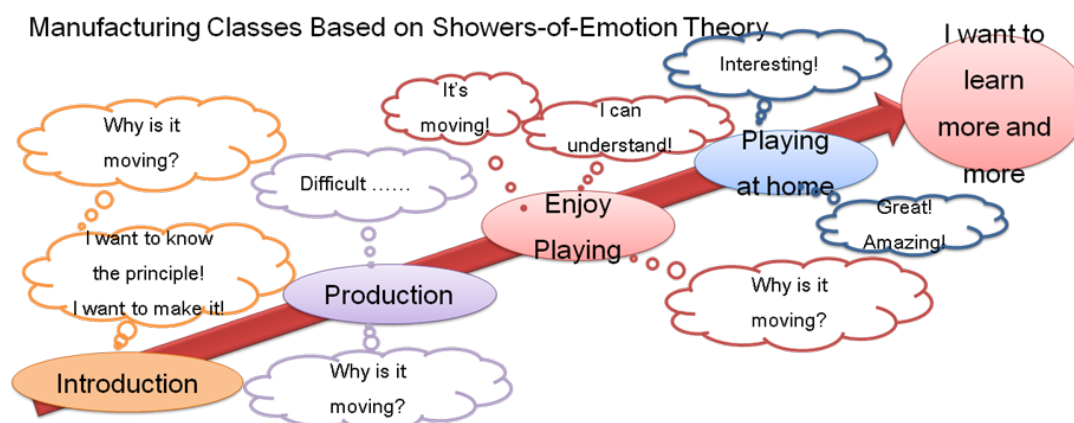 Manufacturing Classes Based on Showers-of-Emotion Theory
I want to
learn
more and
more
Interesting!
Playing
at home
Great!
Amazing!
It's
moving!
I can
understand!
Enjoy
Playing
Why is it
moving?
Why is it
moving?
Difficult ......
I want to know
the principle!
I want to make it!
Production
Why is it
moving?
Introduction